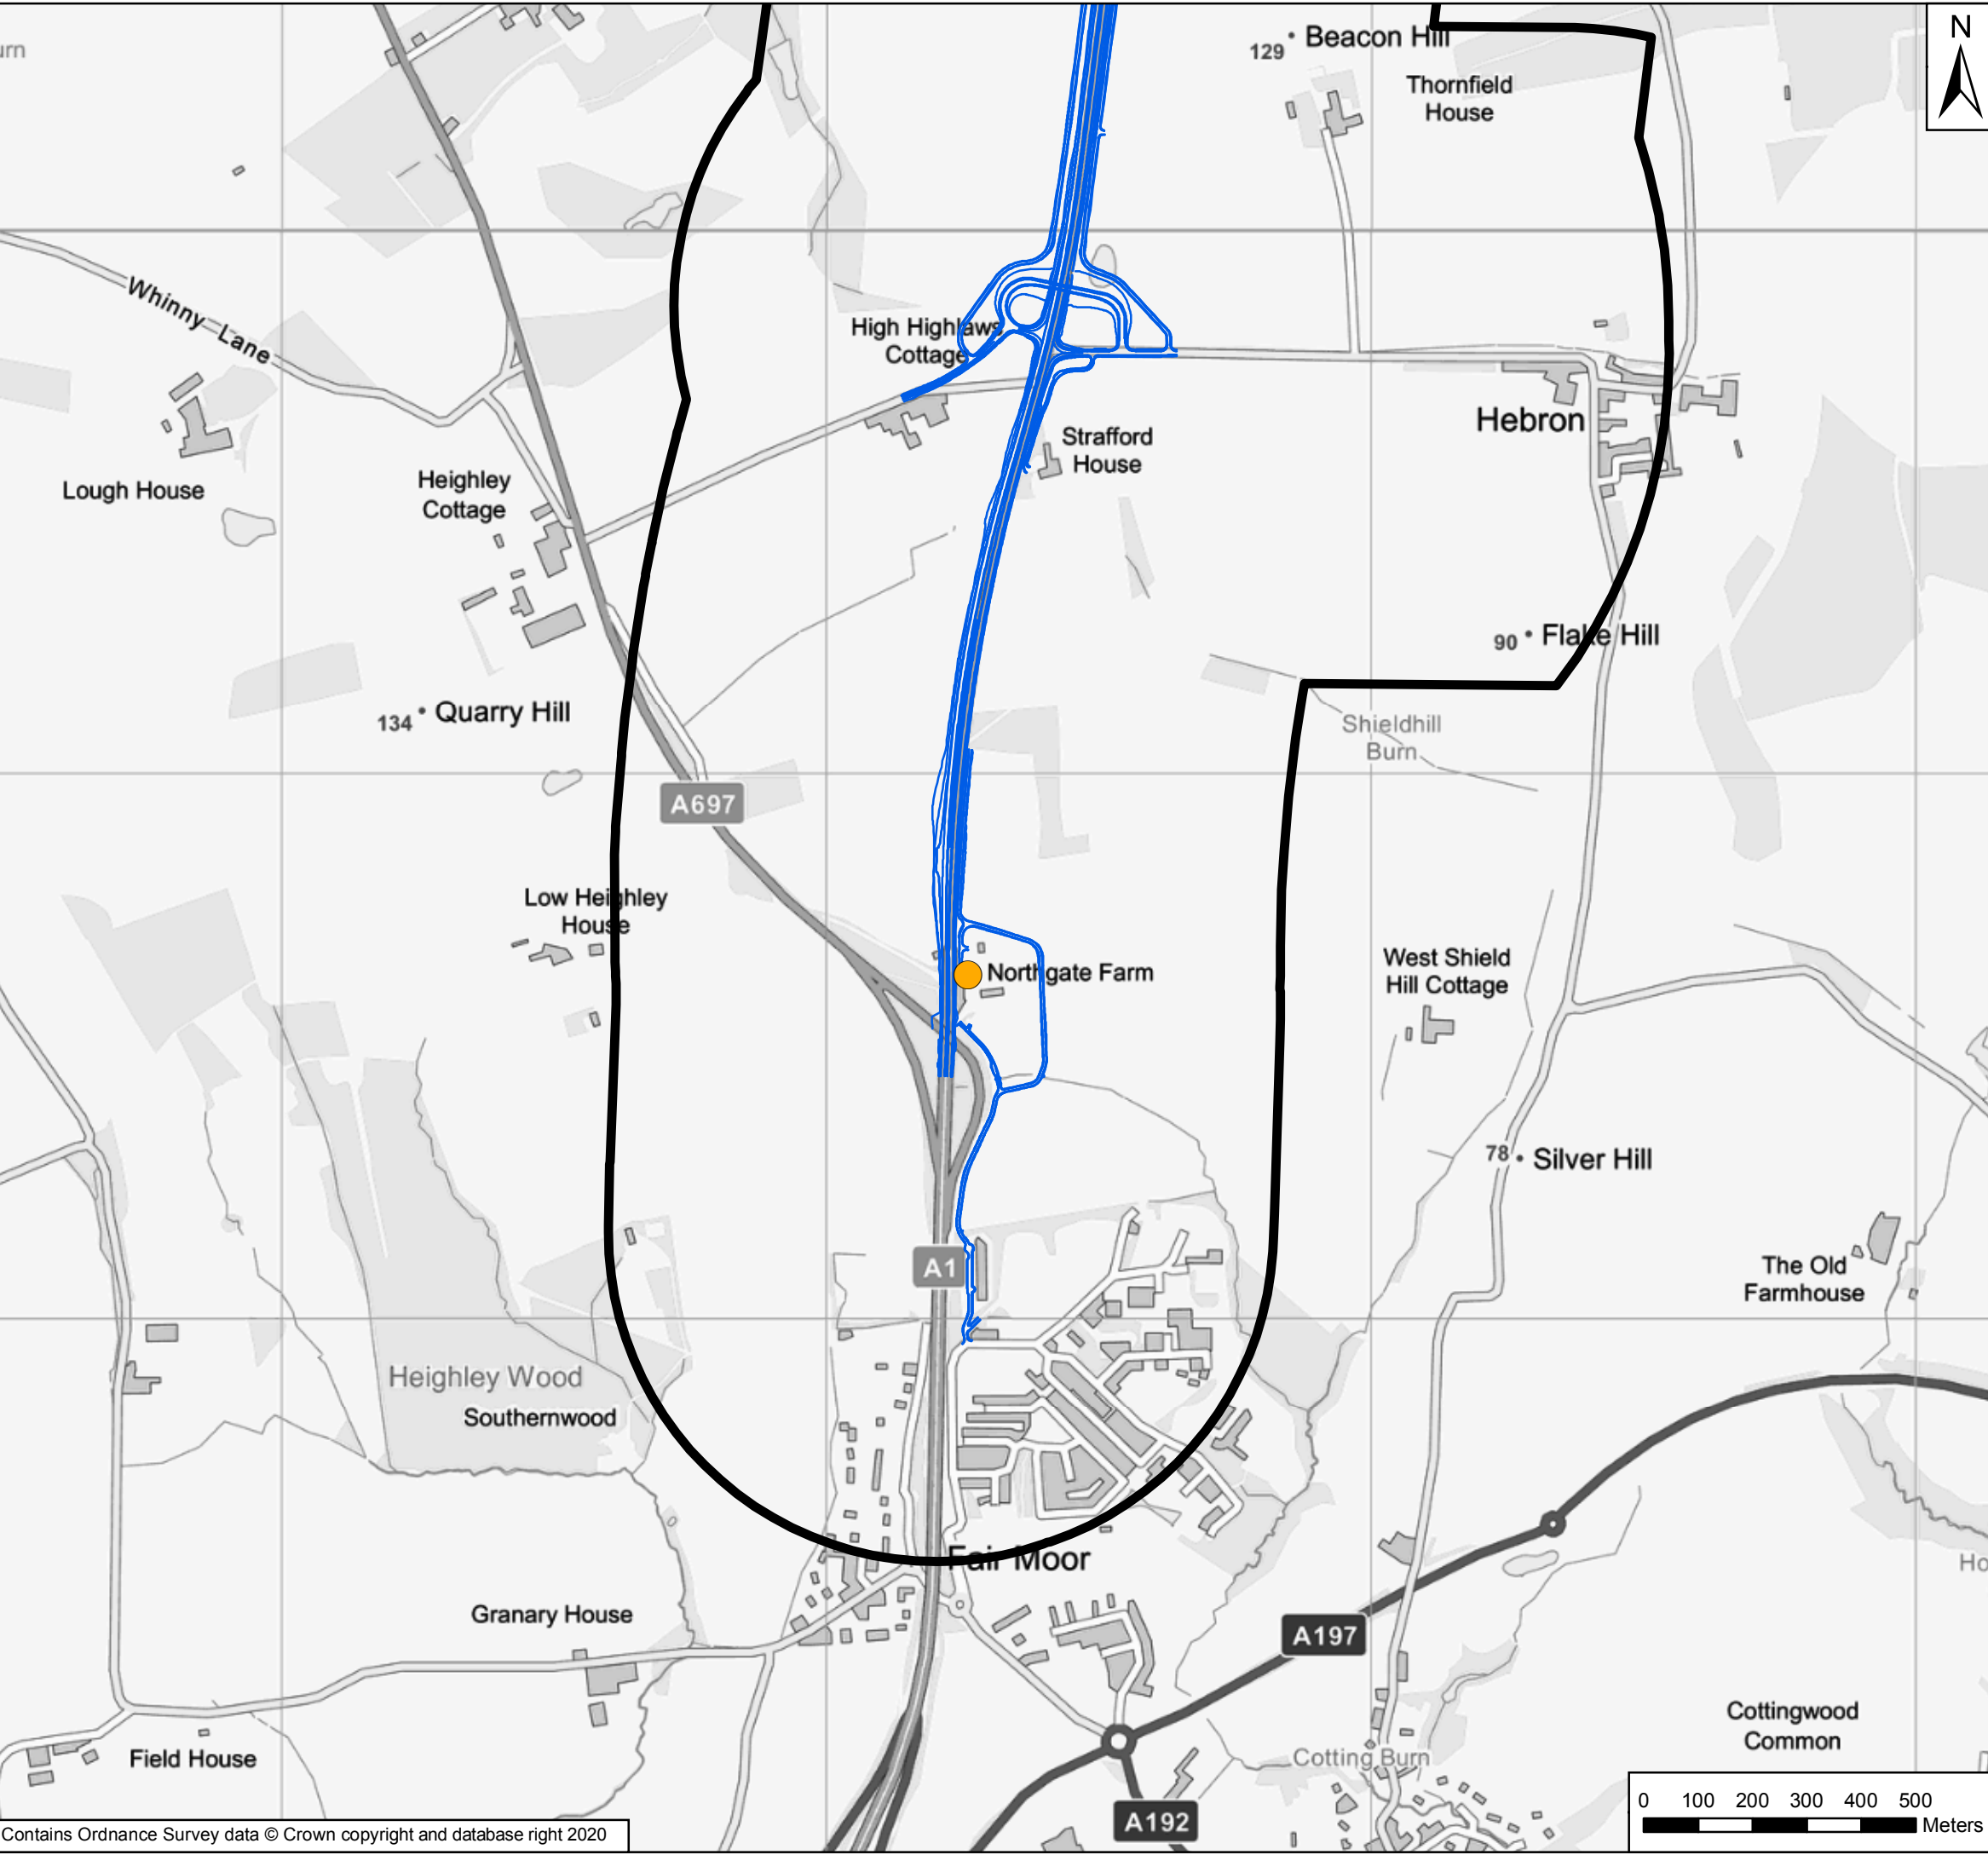 N
129 Beacon Hill
Thornfield
House
Whinny Lane
High Highlaws
Cottage
Hebron
Strafford
House
Heighley
Cottage
Lough House
90 Flake Hill
134 Quarry Hill
Shieldhill
Burn
A697
Low Heighley
House
West Shield
Hill Cottage
Northgate Farm
78 Silver Hill
A1
The Old
Farmhouse
Heighley Wood
Southernwood
Fair Moor
Granary House
A197
Cottingwood
Common
Field House
Cotting Burn
0 100 200 300 400 500
Meters
A192
Contains Ordnance Survey data © Crown copyright and database right 2020